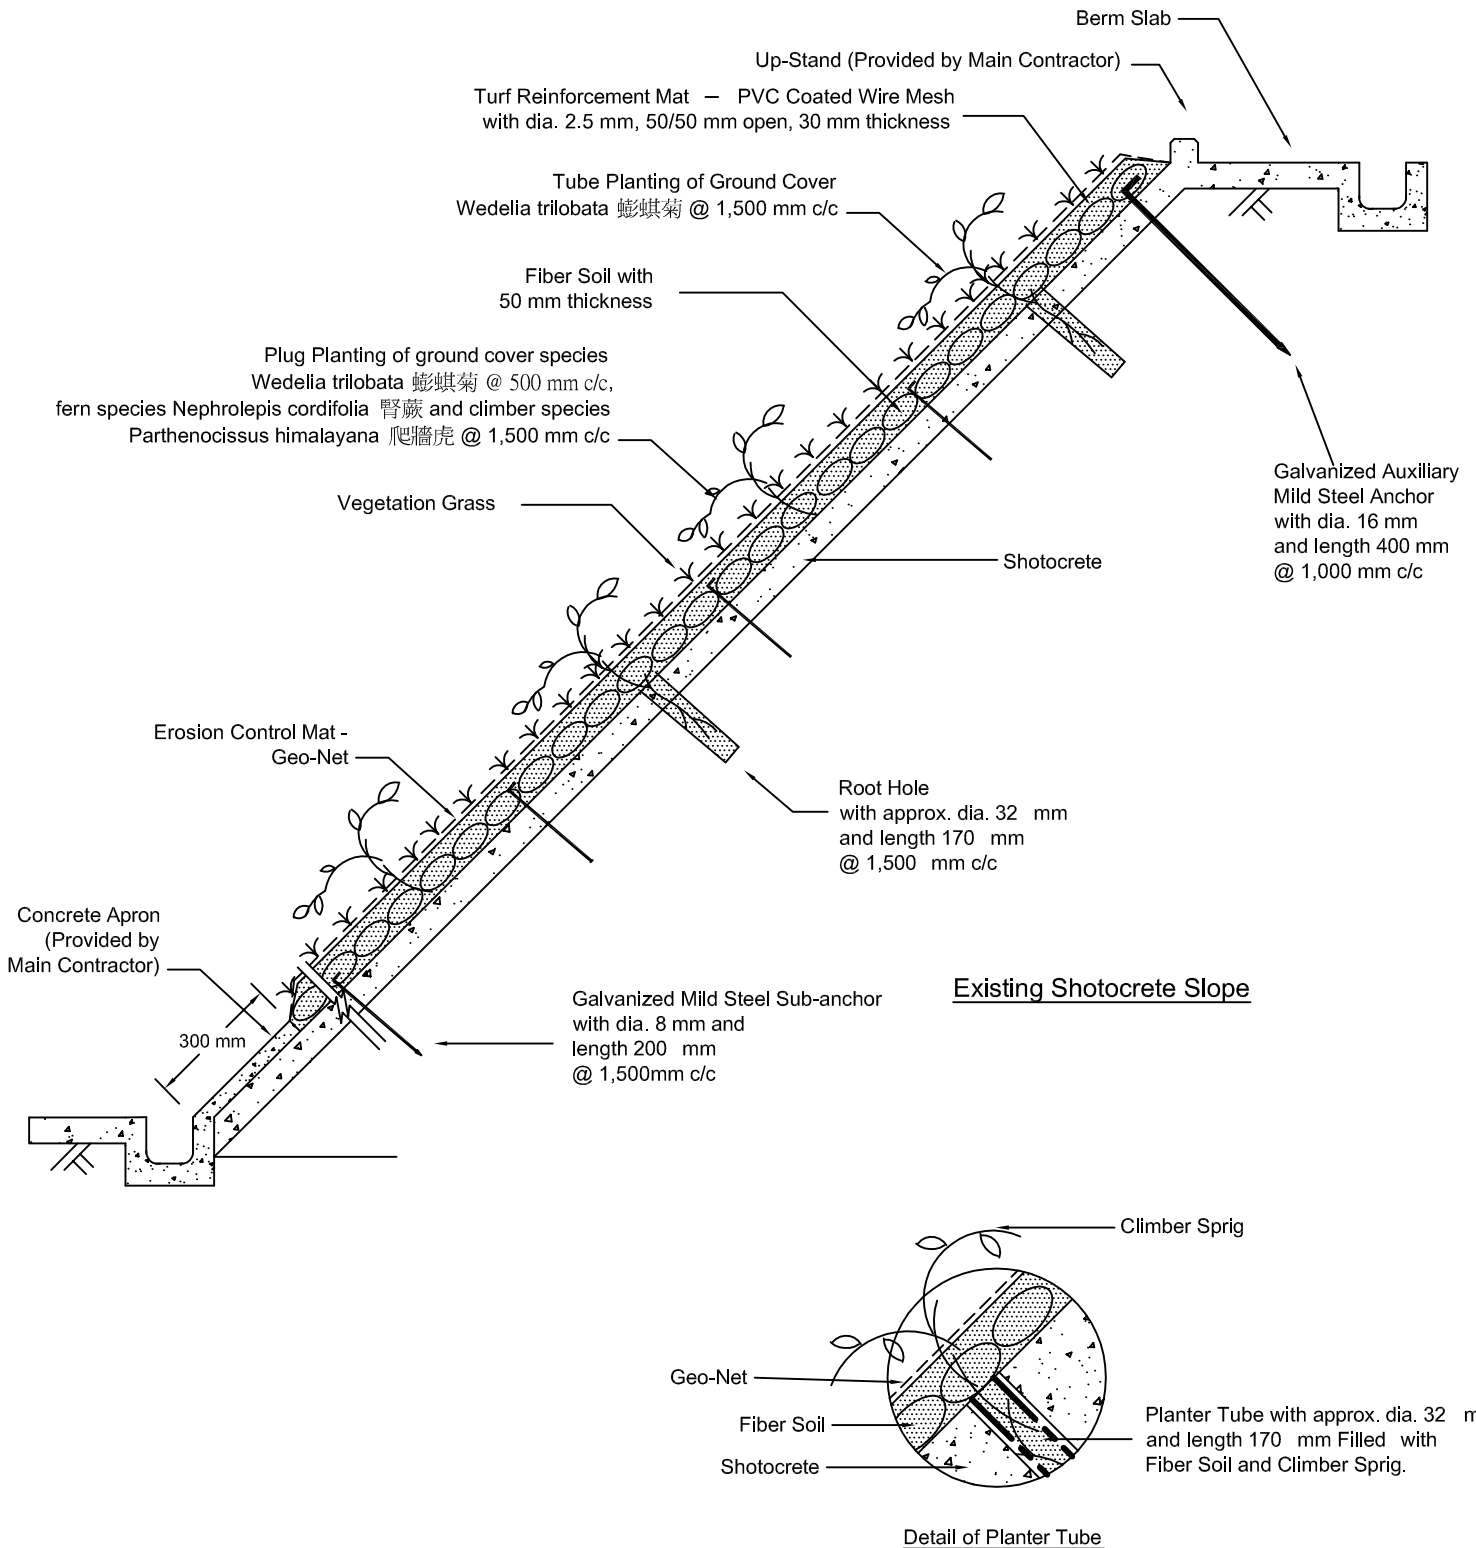 Berm Slab
Up-Stand (Provided by Main Contractor)
Turf Reinforcement Mat – PVC Coated Wire Mesh
with dia. 2.5 mm, 50/50 mm open, 30 mm thickness
Tube Planting of Ground Cover
Wedelia trilobata 蟛蜞菊 @ 1,500 mm c/c
Fiber Soil with
50 mm thickness
Plug Planting of ground cover species
Wedelia trilobata 蟛蜞菊 @ 500 mm c/c,
fern species Nephrolepis cordifolia 腎蕨 and climber species
Parthenocissus himalayana 爬牆虎 @ 1,500 mm c/c
Vegetation Grass
Galvanized Auxiliary
Mild Steel Anchor
with dia. 16 mm
and length 400 mm
@ 1,000 mm c/c
Shotocrete
Erosion Control Mat -
Geo-Net
Root Hole
with approx. dia. 32 mm
and length 170 mm
@ 1,500 mm c/c
Concrete Apron
(Provided by
Main Contractor)
300 mm
Galvanized Mild Steel Sub-anchor
with dia. 8 mm and
length 200 mm
@ 1,500mm c/c
Existing Shotocrete Slope
Climber Sprig
Geo-Net
Fiber Soil
Shotocrete
Planter Tube with approx. dia. 32
and length 170 mm Filled with
Fiber Soil and Climber Sprig.
Detail of Planter Tube